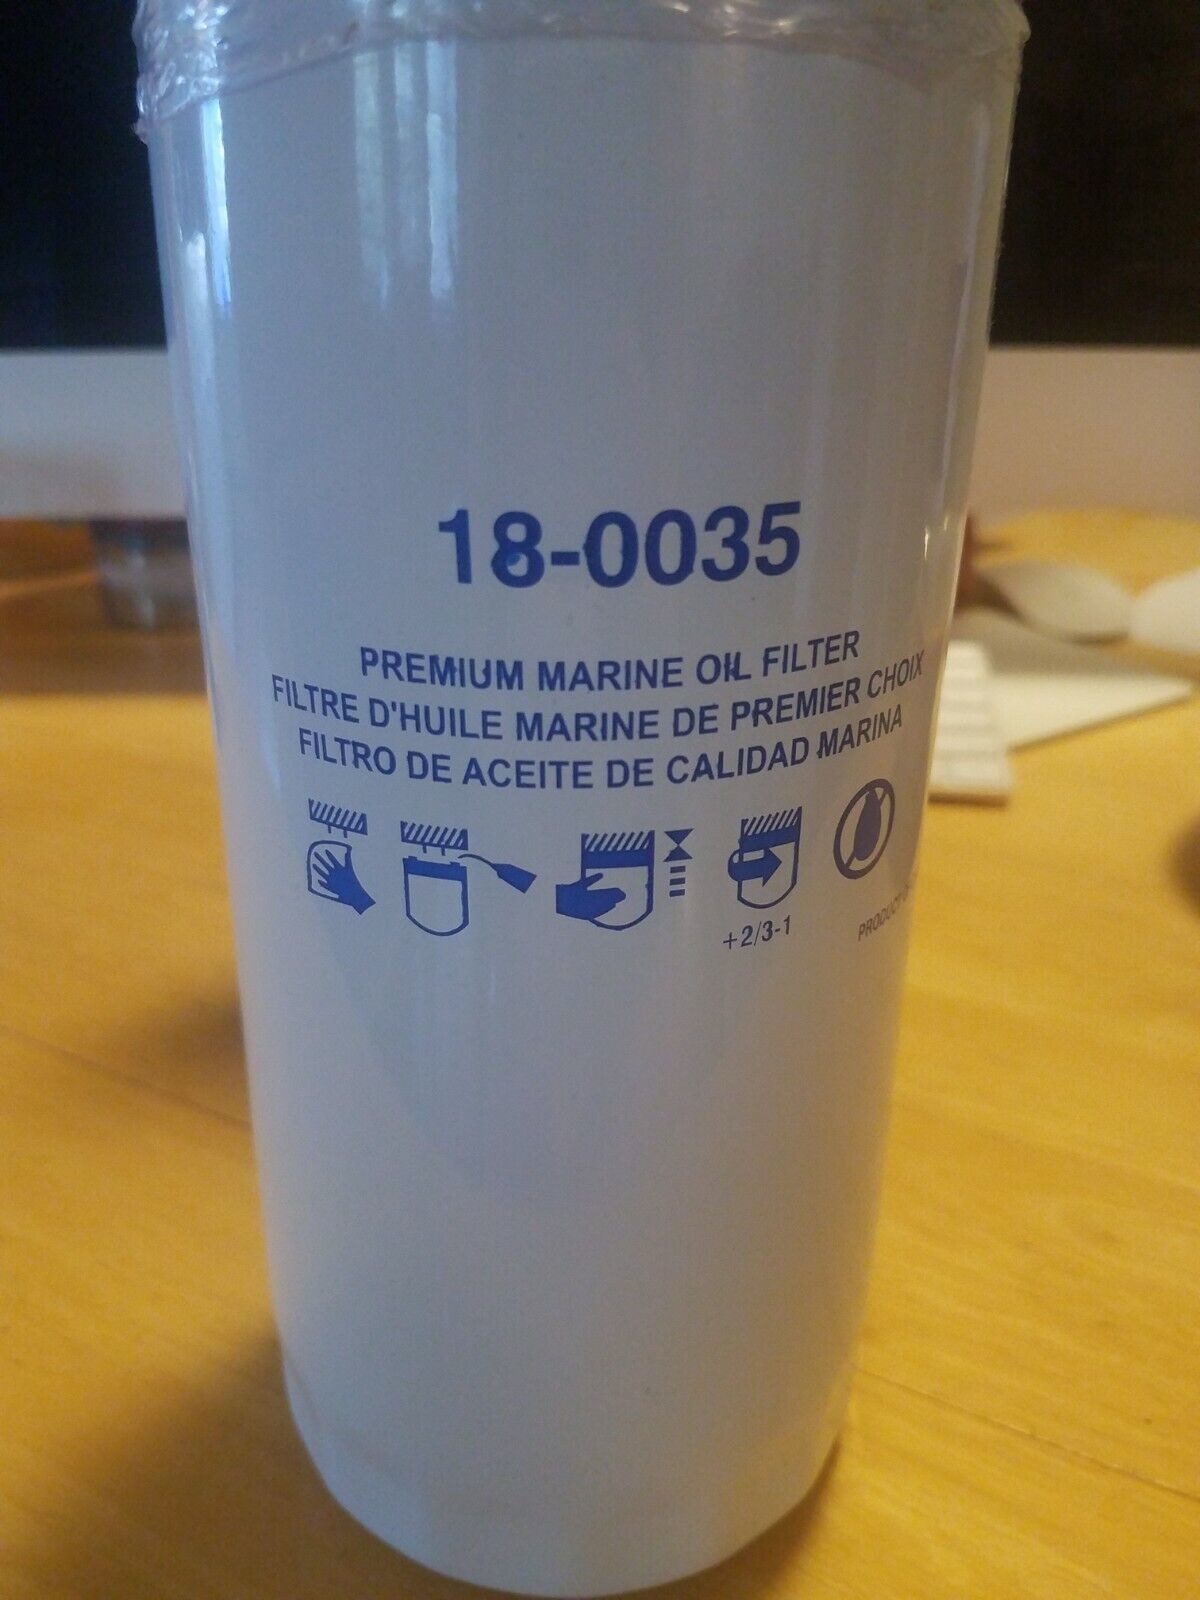 18-0035
PREMIUM MARINE OIL FILTER
FILTRE D'HUILE MARINE DE PREMIER CHOIX
FILTRO DE ACEITE DE CALIDAD MARINA
+2/3-1
PRODUCT